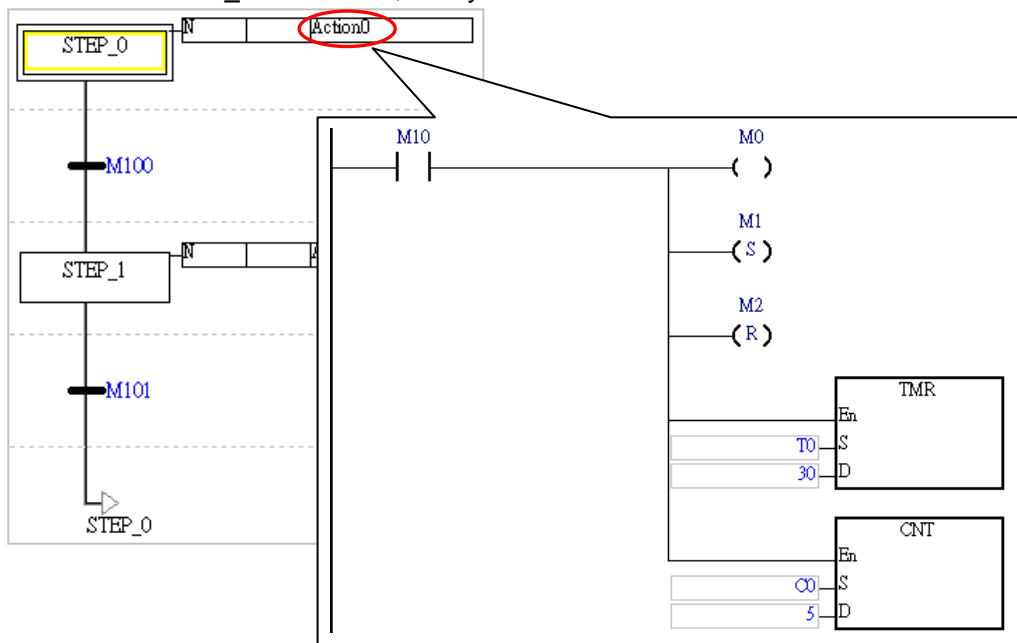 N Action0
STEP_0
M100
N
STEP_1
M101
STEP_0
M10 M0
M1
( S )
M2
( R )
TMR
En
T0 S
30 D
CNT
En
C0 S
5 D